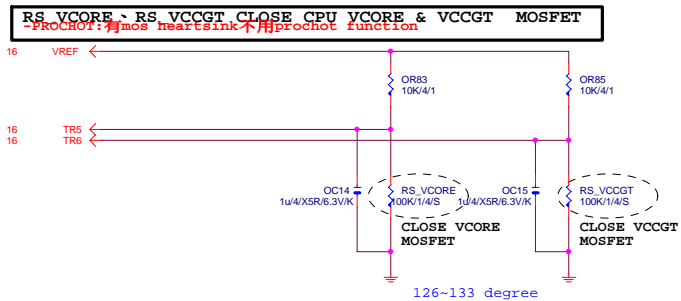 RS_VCORE、RS_VCCGT CLOSE CPU VCORE & VCCGT MOSFET
-PROCHOT:有mos heartsink不用prochot function
16 VREF
OR83
10K/4/1
OR85
10K/4/1
16 TR5
16 TR6
OC14
1u/4/X5R/6.3V/K
RS_VCORE
100K/1/4/S
OC15
1u/4/X5R/6.3V/K
RS_VCCGT
100K/1/4/S
CLOSE VCORE
MOSFET
CLOSE VCCGT
MOSFET
126~133 degree